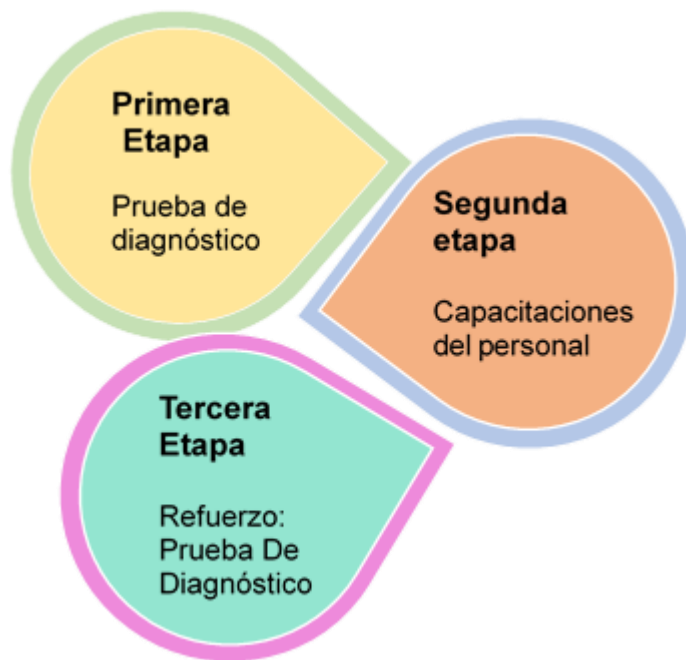 Primera
Etapa
Prueba de
diagnóstico
Segunda
etapa
Capacitaciones
del personal
Tercera
Etapa
Refuerzo:
Prueba De
Diagnóstico